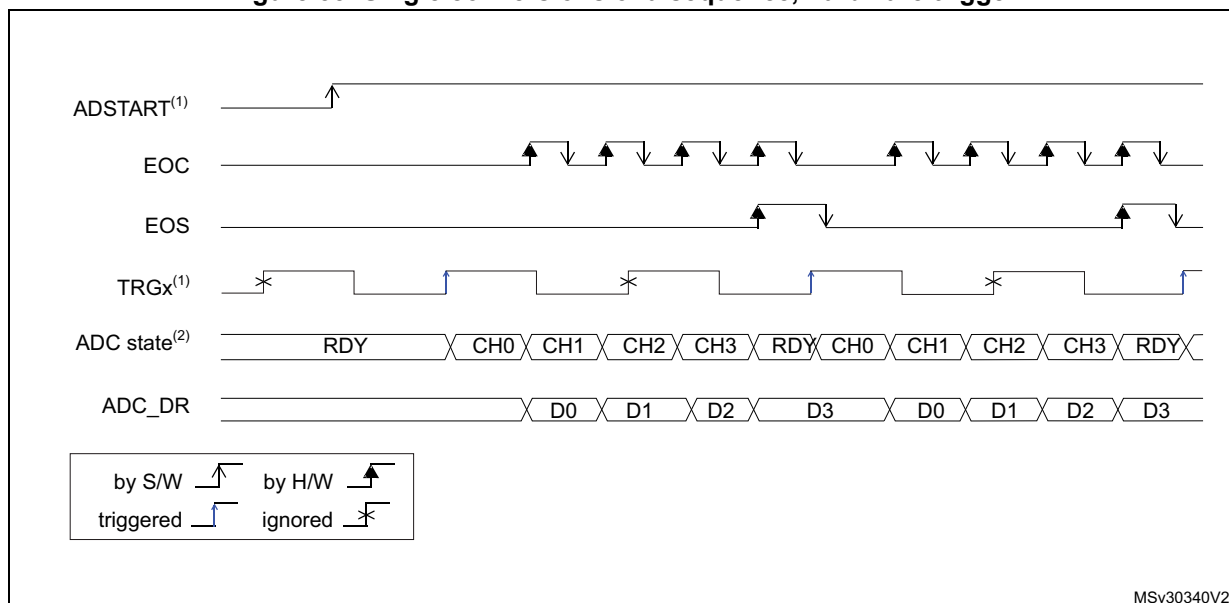 ADSTART(1)
EOC
EOS
TRGx(1)
ADC state(2) RDY CH0 CH1 CH2 CH3 RDY CH0 CH1 CH2 CH3 RDY
ADC_DR D0 D1 D2 D3 D0 D1 D2 D3
by S/W by H/W
triggered ignored
MSv30340V2